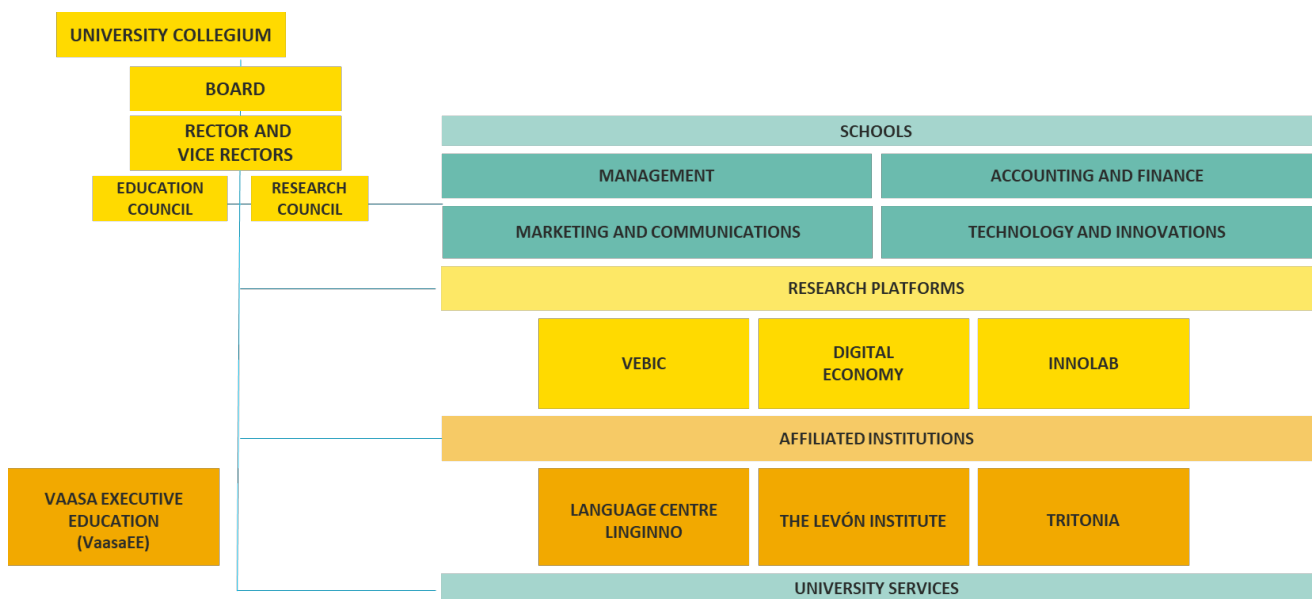 UNIVERSITY COLLEGIUM
BOARD
RECTOR AND
VICE RECTORS
EDUCATION
COUNCIL
RESEARCH
COUNCIL
SCHOOLS
MANAGEMENT
ACCOUNTING AND FINANCE
MARKETING AND COMMUNICATIONS
TECHNOLOGY AND INNOVATIONS
RESEARCH PLATFORMS
VEBIC
DIGITAL
ECONOMY
INNOLAB
AFFILIATED INSTITUTIONS
VAASA EXECUTIVE
EDUCATION
(VaasaEE)
LANGUAGE CENTRE
LINGINNO
THE LEVÓN INSTITUTE
TRITONIA
UNIVERSITY SERVICES